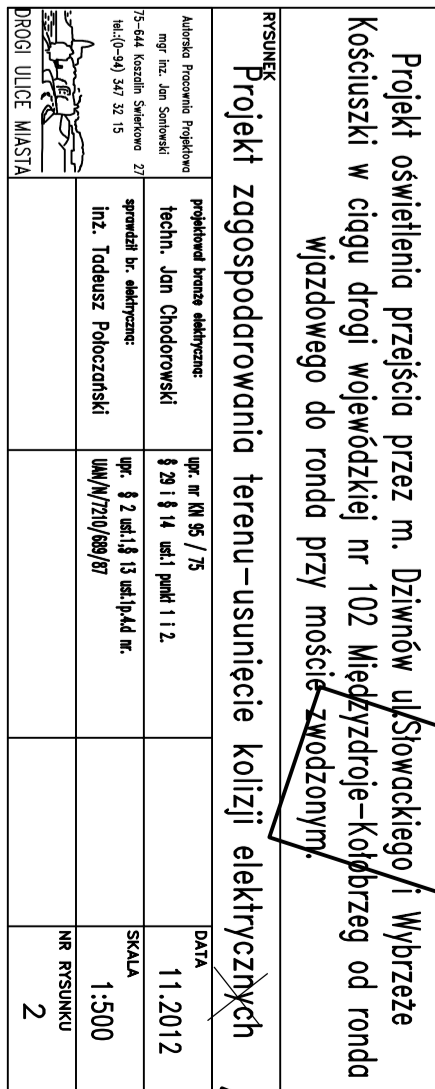 Projekt oświetlenia przejścia przez m. Dziwnów ul.Słowackiego i Wybrzeże
Kościuszki w ciągu drogi wojewódzkiej nr 102 Międzyzdroje-Kołobrzeg od ronda
wjazdowego do ronda przy moście zwodzonym.
RYSUNEK
Projekt zagospodarowania terenu-usunięcie kolizji elektrycznych
Autorska Pracownia Projektowa
mgr inż. Jan Sontowski
75-644 Koszalin Świerkowa 27
tel.:(0-94) 347 32 15
DROGI ULICE MIASTA
projektował branże elektryczną:
techn. Jan Chodorowski
upr. nr KN 95 / 75
§ 29 i § 14 ust.1 punkt 1 i 2.
DATA
11.2012
sprawdził br. elektryczną:
inż. Tadeusz Potoczański
upr. § 2 ust.1,§ 13 ust.1p.4.d nr.
UAN/N/7210/689/87
SKALA
1:500
NR RYSUNKU
2